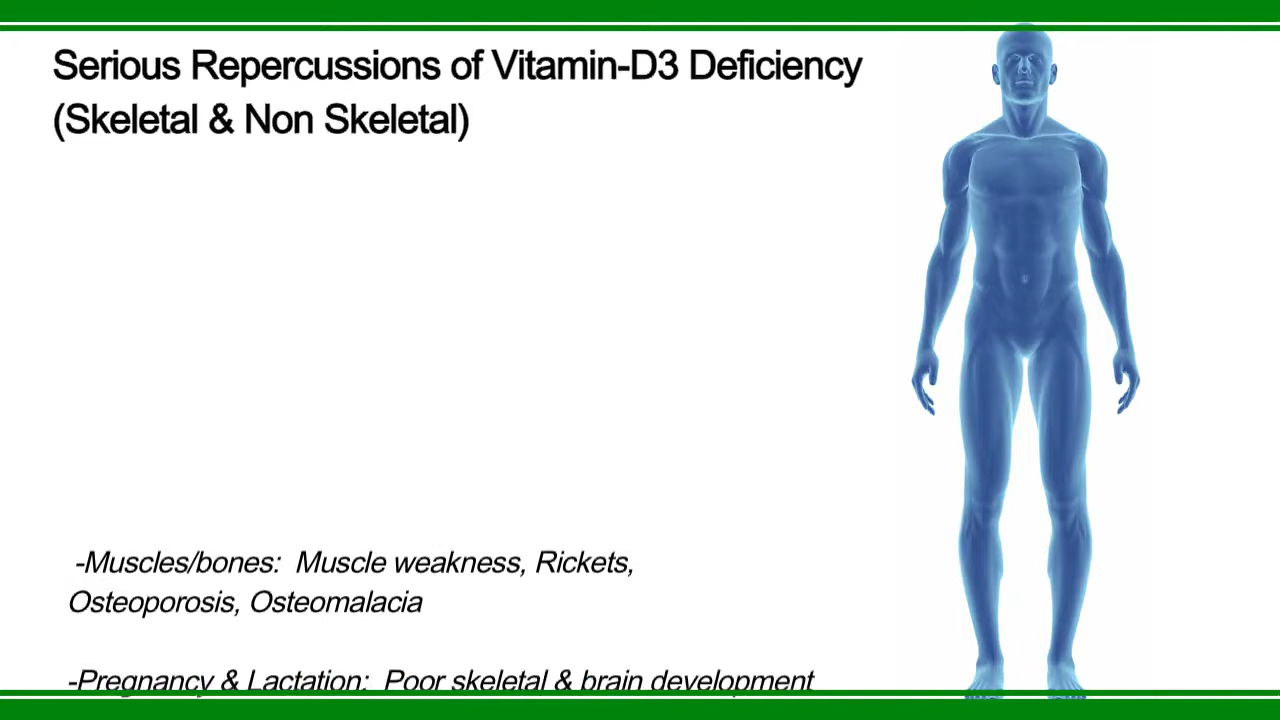 Serious Repercussions of Vitamin-D3 Deficiency
(Skeletal & Non Skeletal)
-Muscles/bones: Muscle weakness, Rickets,
Osteoporosis, Osteomalacia
-Pregnancy & Lactation: Poor skeletal & brain development